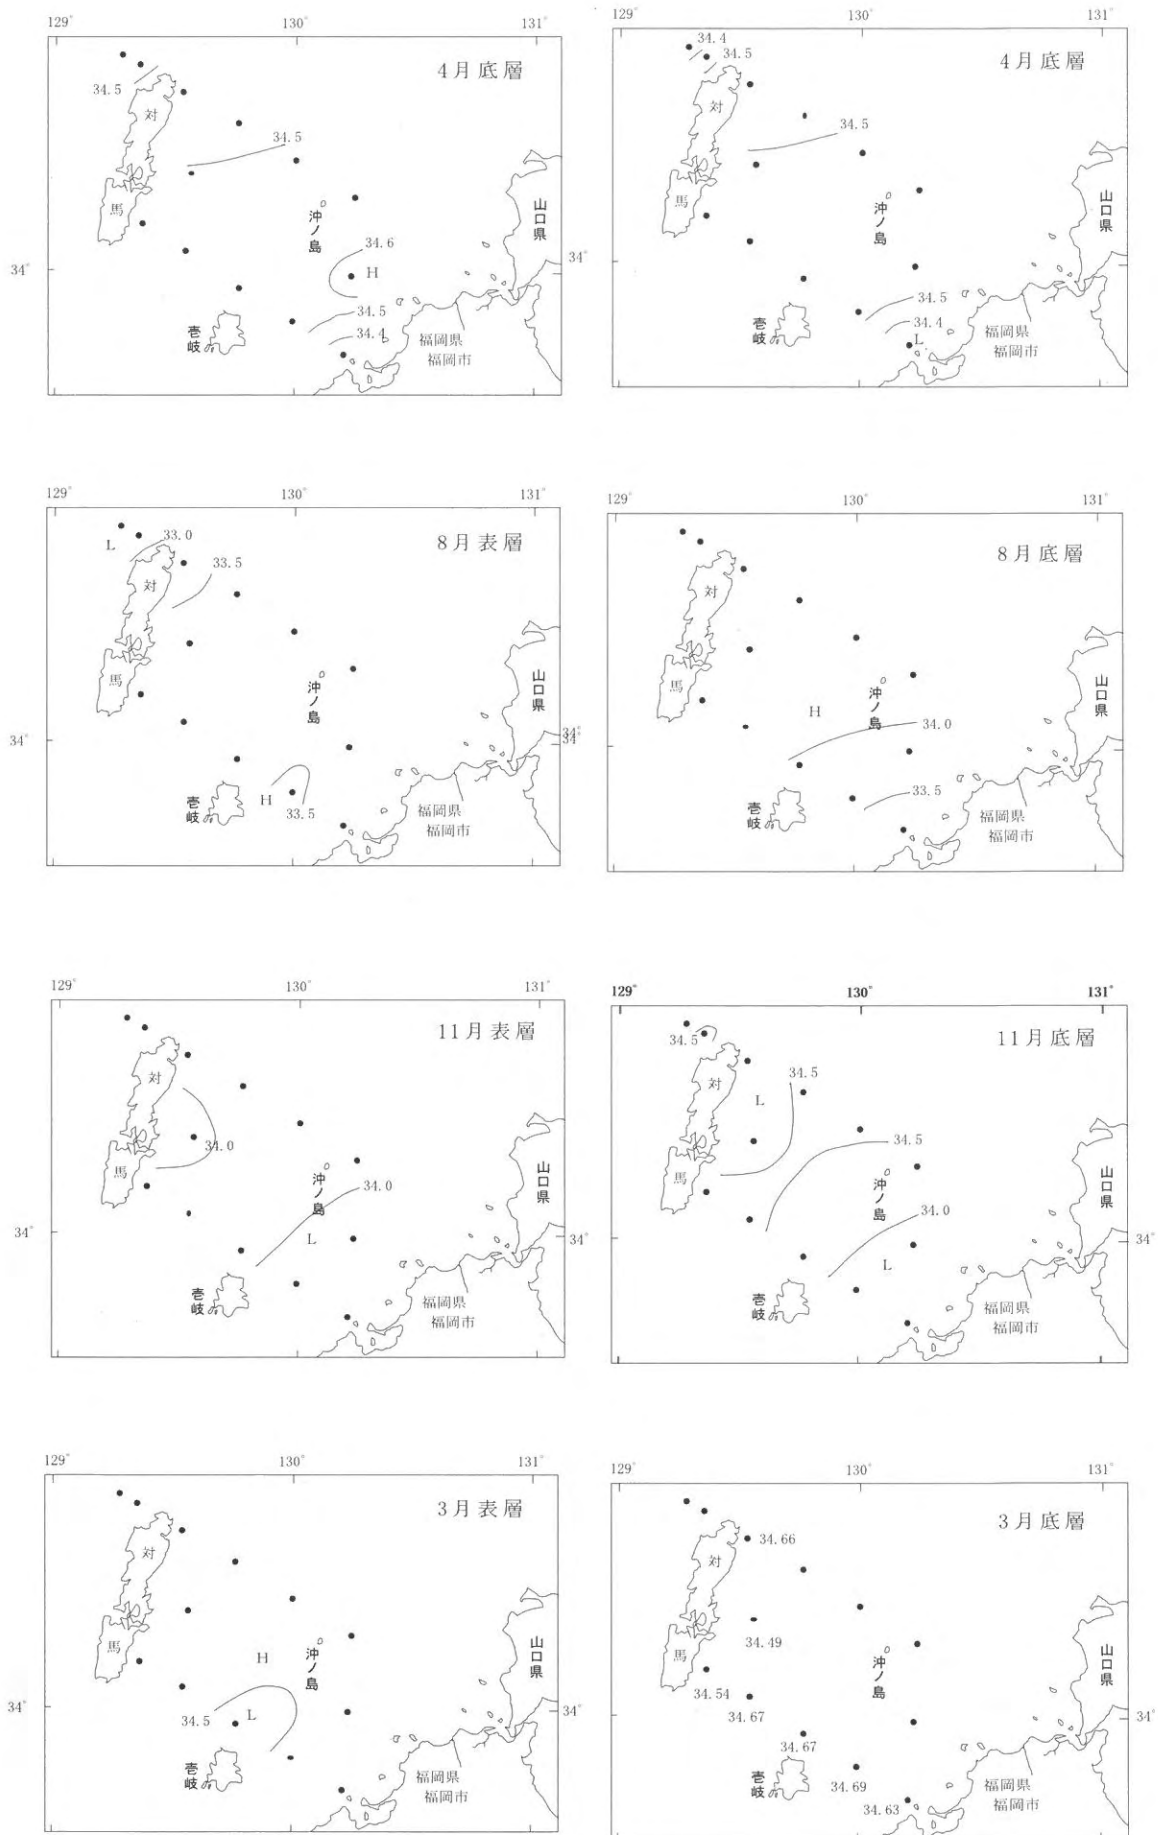 129° 130° 131°
4月底層
34.5
対
34.5
馬
沖ノ島
山口県
34.6
H
34°
34.5
34.4
壱岐
福岡県
福岡市
129° 130° 131°
4月底層
34.4
34.5
対
34.5
馬
沖ノ島
山口県
34°
34.5
34.4
L
壱岐
福岡県
福岡市
129° 130° 131°
8月表層
L
33.0
33.5
対
馬
沖ノ島
山口県
34°
34°
H
33.5
壱岐
福岡県
福岡市
129° 130° 131°
8月底層
対
馬
H
沖ノ島
山口県
34.0
34°
33.5
壱岐
福岡県
福岡市
129° 130° 131°
11月表層
対
34.0
馬
沖ノ島
山口県
34.0
34°
L
壱岐
福岡県
福岡市
129° 130° 131°
11月底層
34.5
対
34.5
L
34.5
馬
沖ノ島
山口県
34.0
34°
34°
L
壱岐
福岡県
福岡市
129° 130° 131°
3月表層
対
馬
H
沖ノ島
山口県
34°
34.5
L
壱岐
福岡県
福岡市
129° 130° 131°
3月底層
34.66
対
34.49
馬
沖ノ島
山口県
34.54
34.67
34°
34°
34.67
壱岐
34.69
34.63
福岡県
福岡市